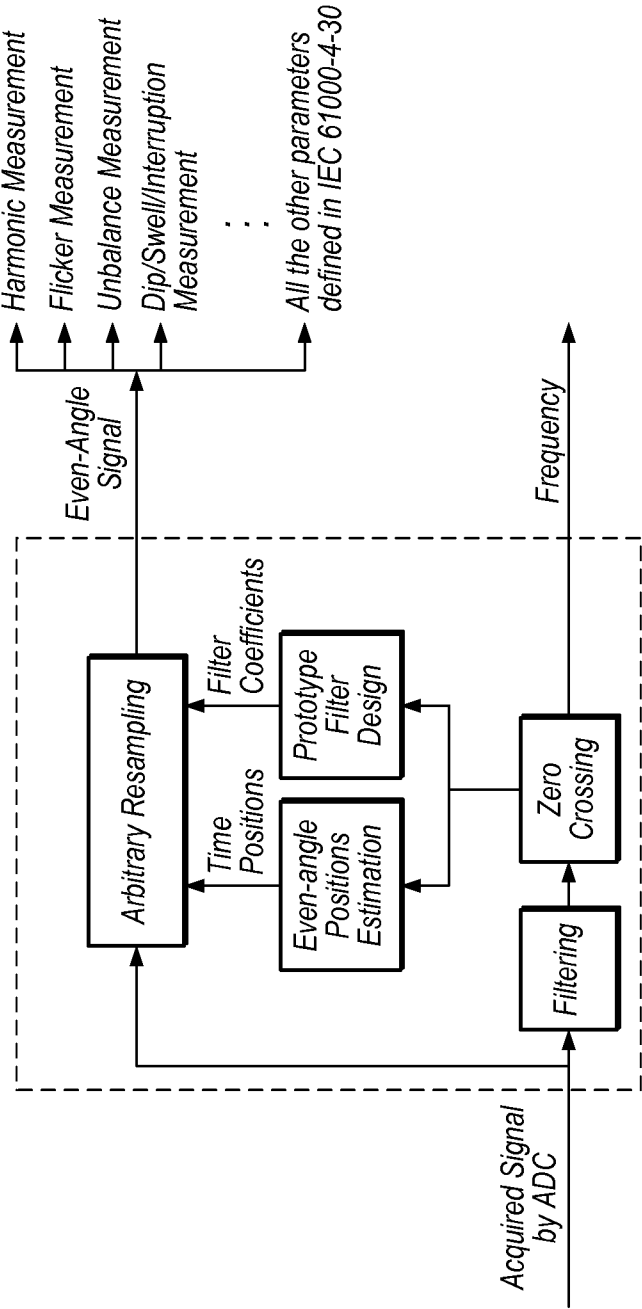 Acquired Signal
by ADC
Filtering
Zero
Crossing
Even-angle
Positions
Estimation
Prototype
Filter
Design
Time
Positions
Filter
Coefficients
Arbitrary Resampling
Even-Angle
Signal
Frequency
Harmonic Measurement
Flicker Measurement
Unbalance Measurement
Dip/Swell/Interruption
Measurement
. . .
All the other parameters
defined in IEC 61000-4-30